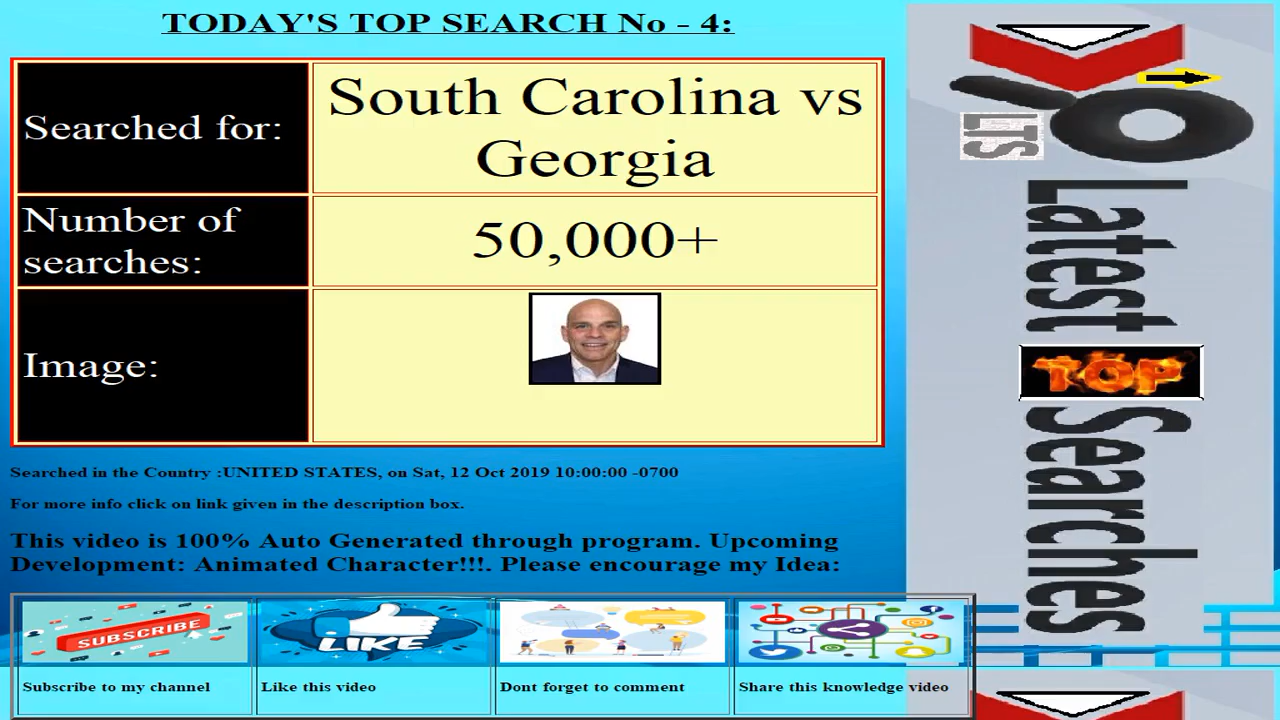 TODAY'S TOP SEARCH No - 4:
Searched for:
South Carolina vs
Georgia
Number of
searches:
50,000+
Image:
Searched in the Country :UNITED STATES, on Sat, 12 Oct 2019 10:00:00 -0700
For more info click on link given in the description box.
This video is 100% Auto Generated through program. Upcoming
Development: Animated Character!!!. Please encourage my Idea:
SUBSCRIBE
LIKE
Subscribe to my channel
Like this video
Dont forget to comment
Share this knowledge video
LTS
Latest
TOP
Searches